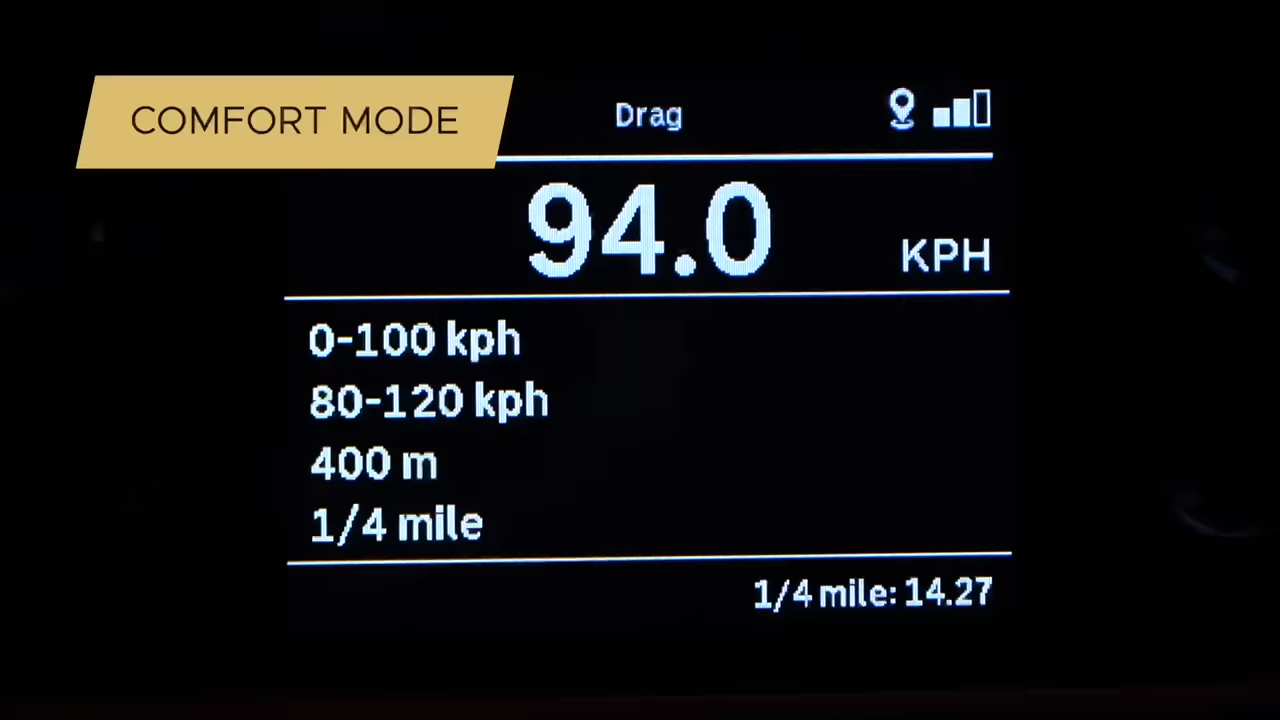 COMFORT MODE
Drag
94.0
KPH
0-100 kph
80-120 kph
400 m
1/4 mile
1/4 mile: 14.27